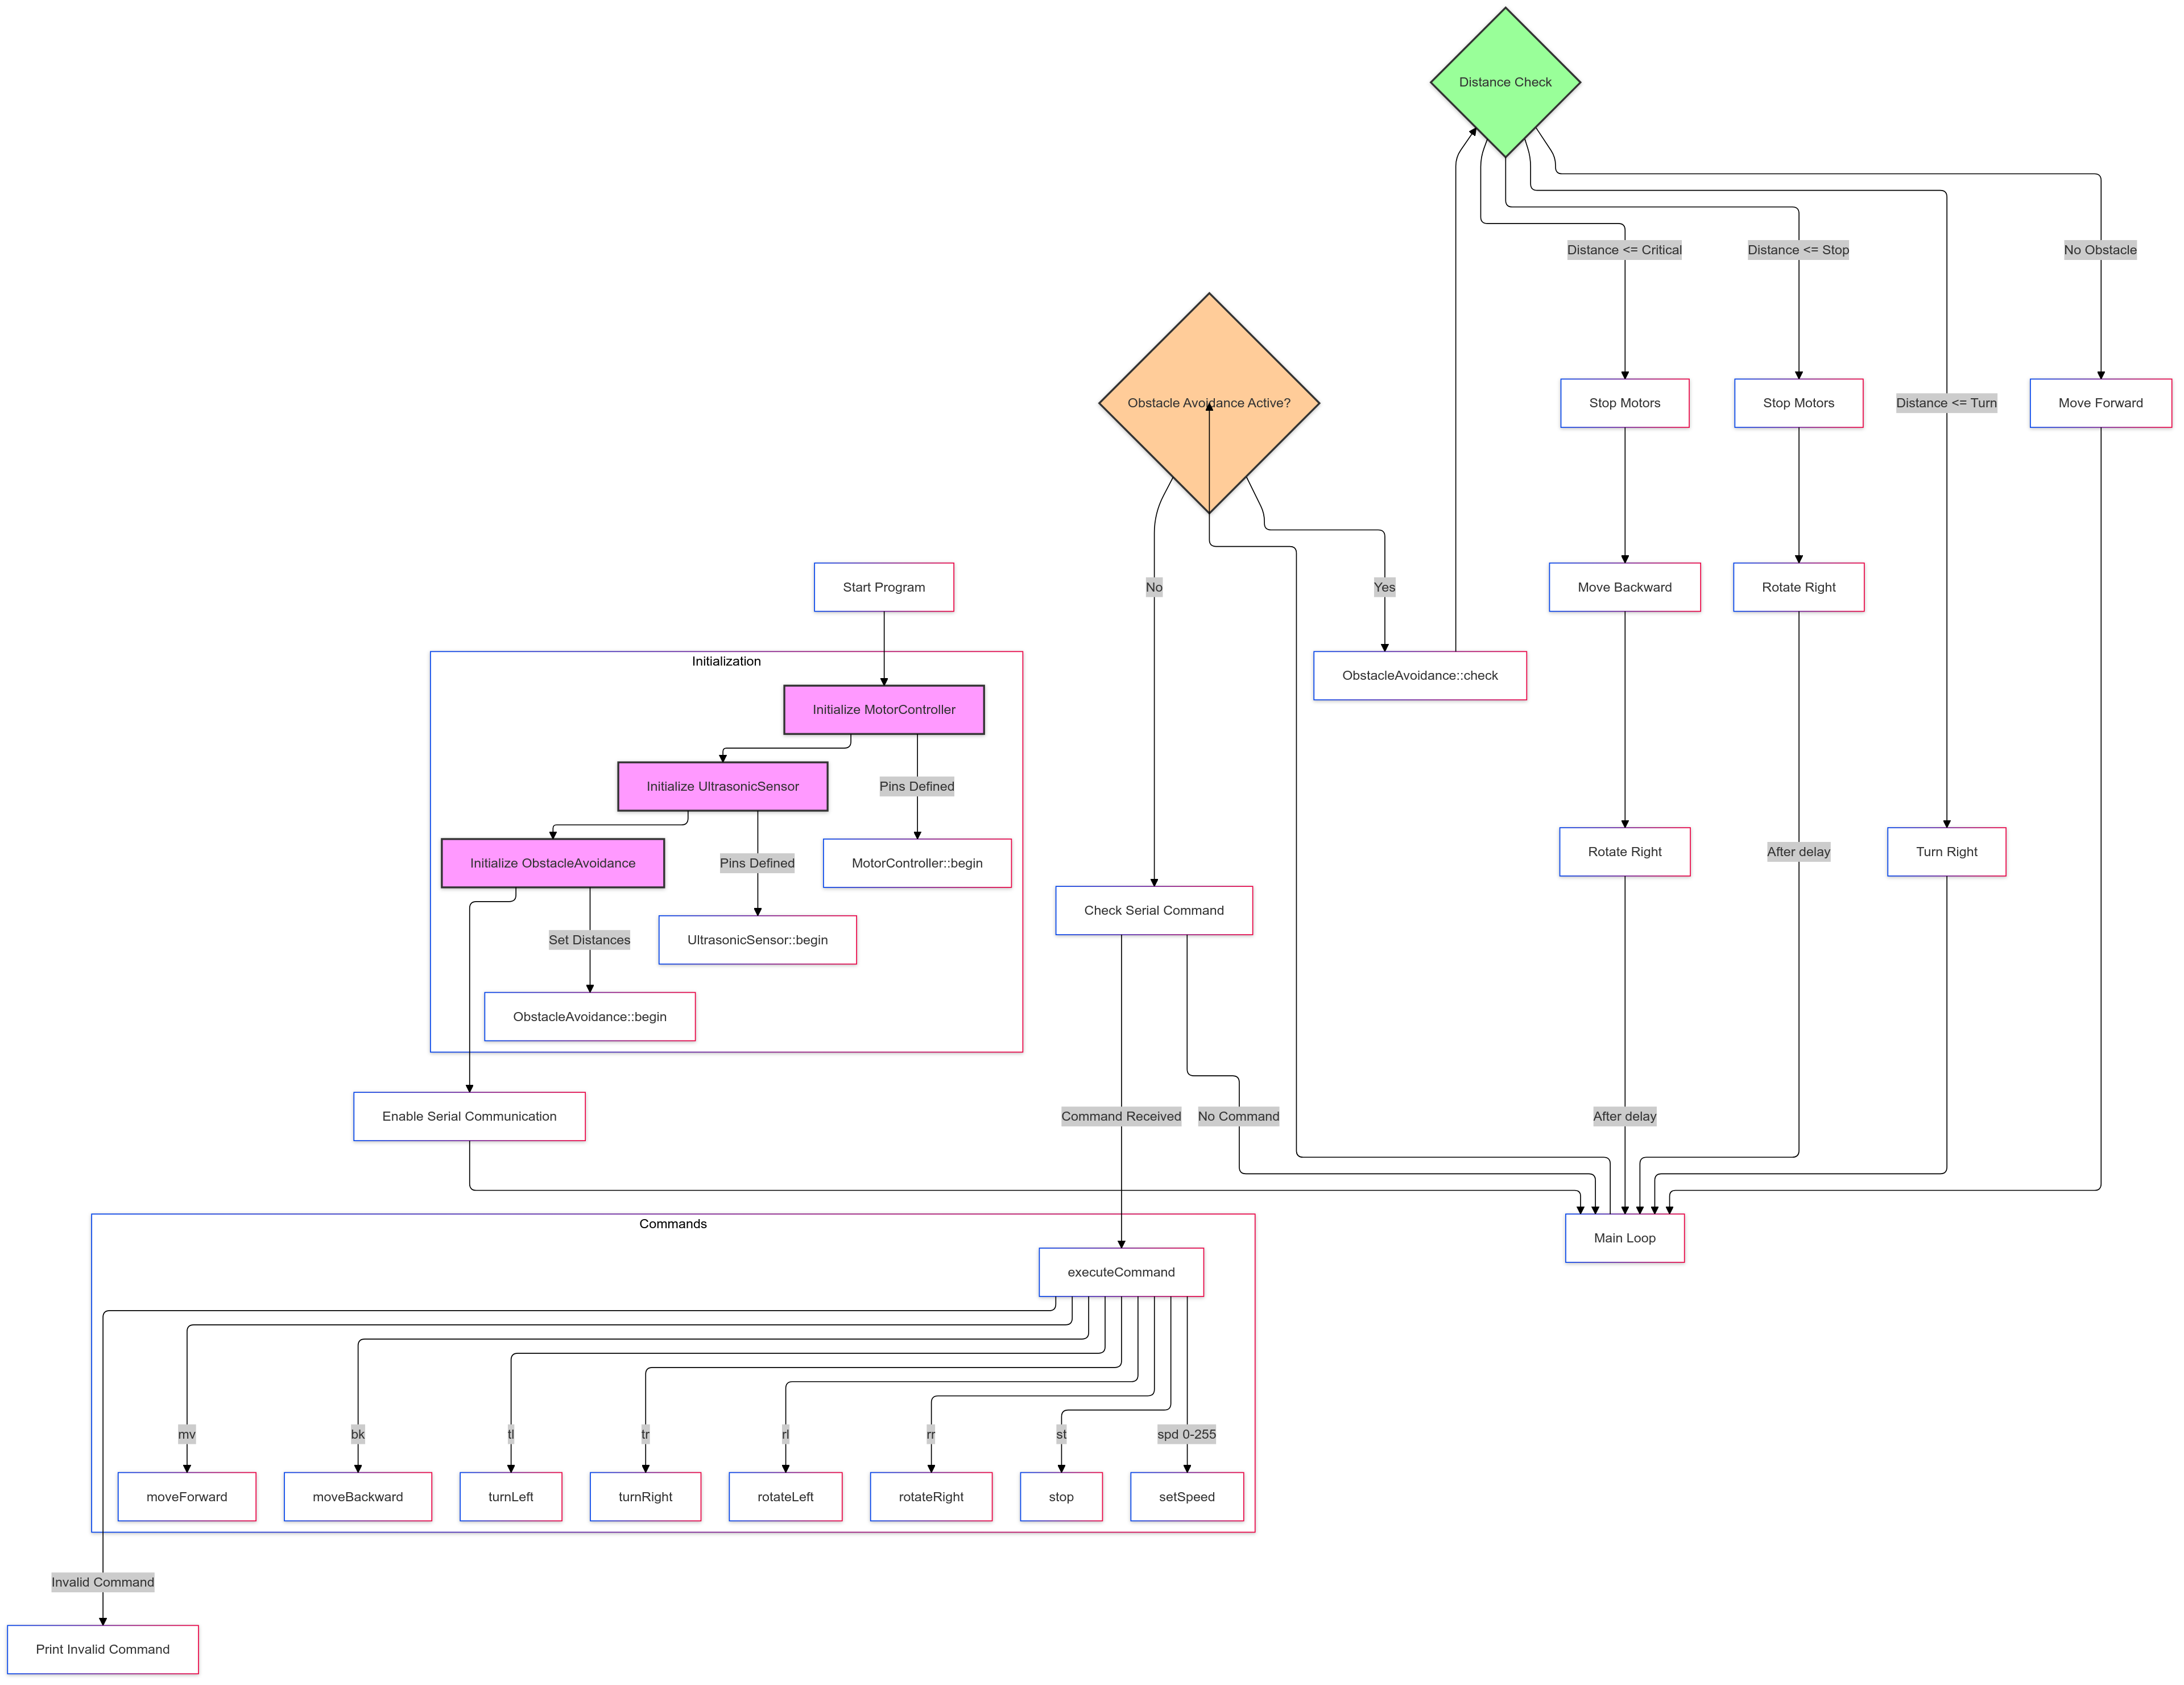 Distance Check
Distance <= Critical
Distance <= Stop
No Obstacle
Obstacle Avoidance Active?
Stop Motors
Stop Motors
Distance <= Turn
Move Forward
Start Program
No
Yes
Move Backward
Rotate Right
Initialization
ObstacleAvoidance::check
Initialize MotorController
Initialize UltrasonicSensor
Pins Defined
Initialize ObstacleAvoidance
Pins Defined
MotorController::begin
Rotate Right
After delay
Turn Right
Check Serial Command
Set Distances
UltrasonicSensor::begin
ObstacleAvoidance::begin
Enable Serial Communication
Command Received
No Command
After delay
Commands
Main Loop
executeCommand
mv
bk
tl
tr
rl
rr
st
spd 0-255
moveForward
moveBackward
turnLeft
turnRight
rotateLeft
rotateRight
stop
setSpeed
Invalid Command
Print Invalid Command